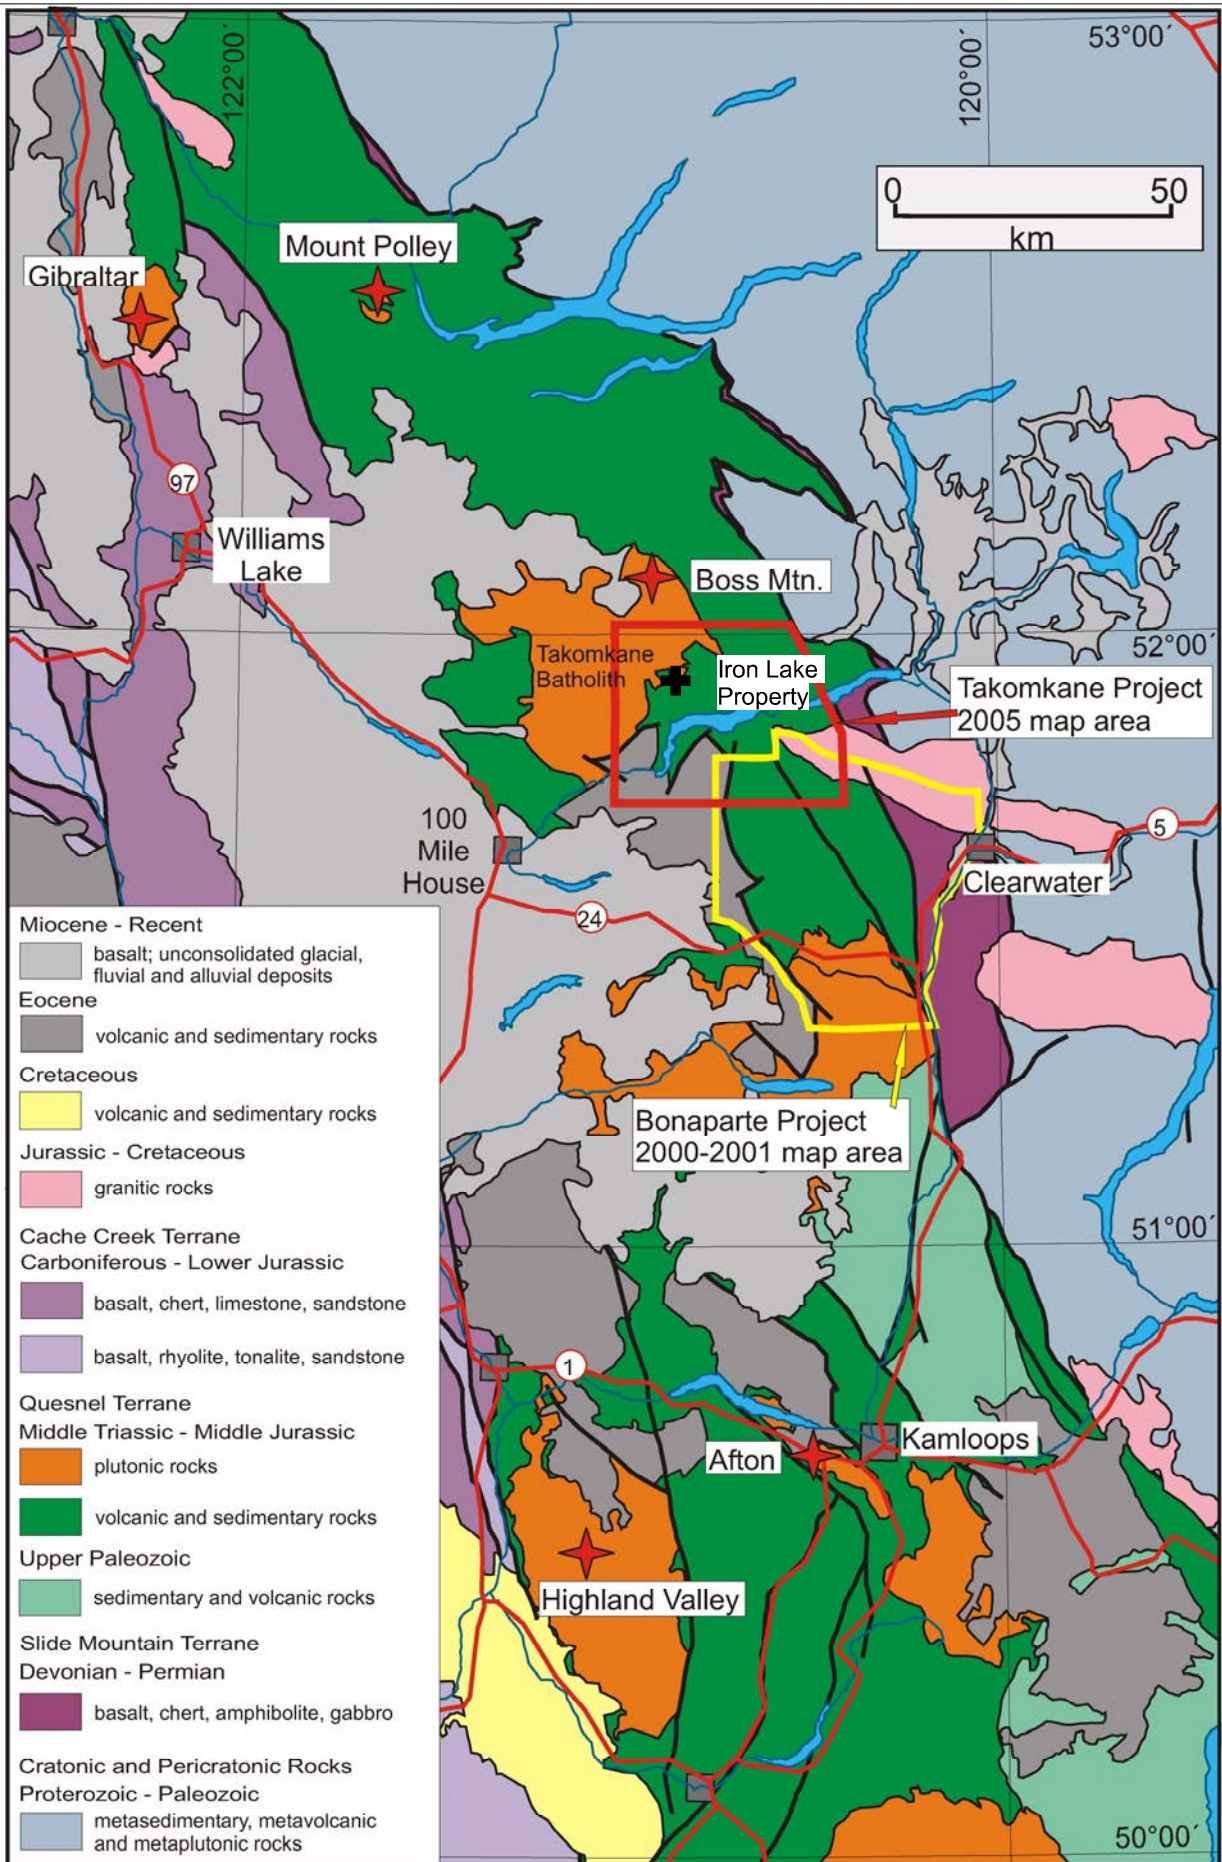 122°00´
120°00´
53°00´
0 50
km
Mount Polley
Gibraltar
97
Williams
Lake
Boss Mtn.
52°00´
Takomkane
Batholith
Iron Lake
Property
Takomkane Project
2005 map area
100
Mile
House
5
Clearwater
24
Miocene - Recent
basalt; unconsolidated glacial,
fluvial and alluvial deposits
Eocene
volcanic and sedimentary rocks
Cretaceous
volcanic and sedimentary rocks
Jurassic - Cretaceous
granitic rocks
Cache Creek Terrane
Carboniferous - Lower Jurassic
basalt, chert, limestone, sandstone
basalt, rhyolite, tonalite, sandstone
Quesnel Terrane
Middle Triassic - Middle Jurassic
plutonic rocks
volcanic and sedimentary rocks
Upper Paleozoic
sedimentary and volcanic rocks
Slide Mountain Terrane
Devonian - Permian
basalt, chert, amphibolite, gabbro
Cratonic and Pericratonic Rocks
Proterozoic - Paleozoic
metasedimentary, metavolcanic
and metaplutonic rocks
Bonaparte Project
2000-2001 map area
51°00´
1
Afton
Kamloops
Highland Valley
50°00´